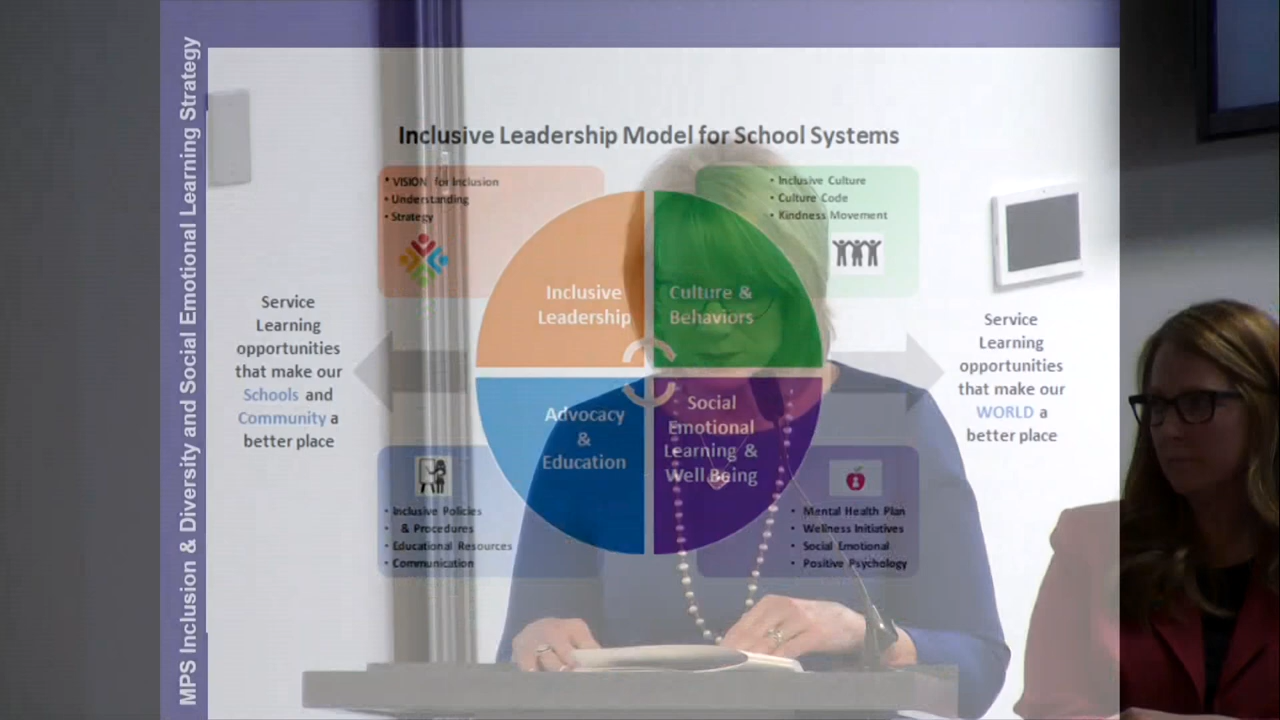 MPS Inclusion & Diversity and Social Emotional Learning Strategy
Inclusive Leadership Model for School Systems
• VISION for Inclusion
• Understanding
• Strategy
• Inclusive Culture
• Culture Code
• Kindness Movement
Inclusive
Leadership
Culture &
Behaviors
Service
Learning
opportunities
that make our
Schools and
Community a
better place
Service
Learning
opportunities
that make our
WORLD a
better place
Advocacy
&
Education
Social
Emotional
Learning &
Well Being
• Inclusive Policies
• & Procedures
• Educational Resources
• Communication
• Mental Health Plan
• Wellness Initiatives
• Social Emotional
• Positive Psychology